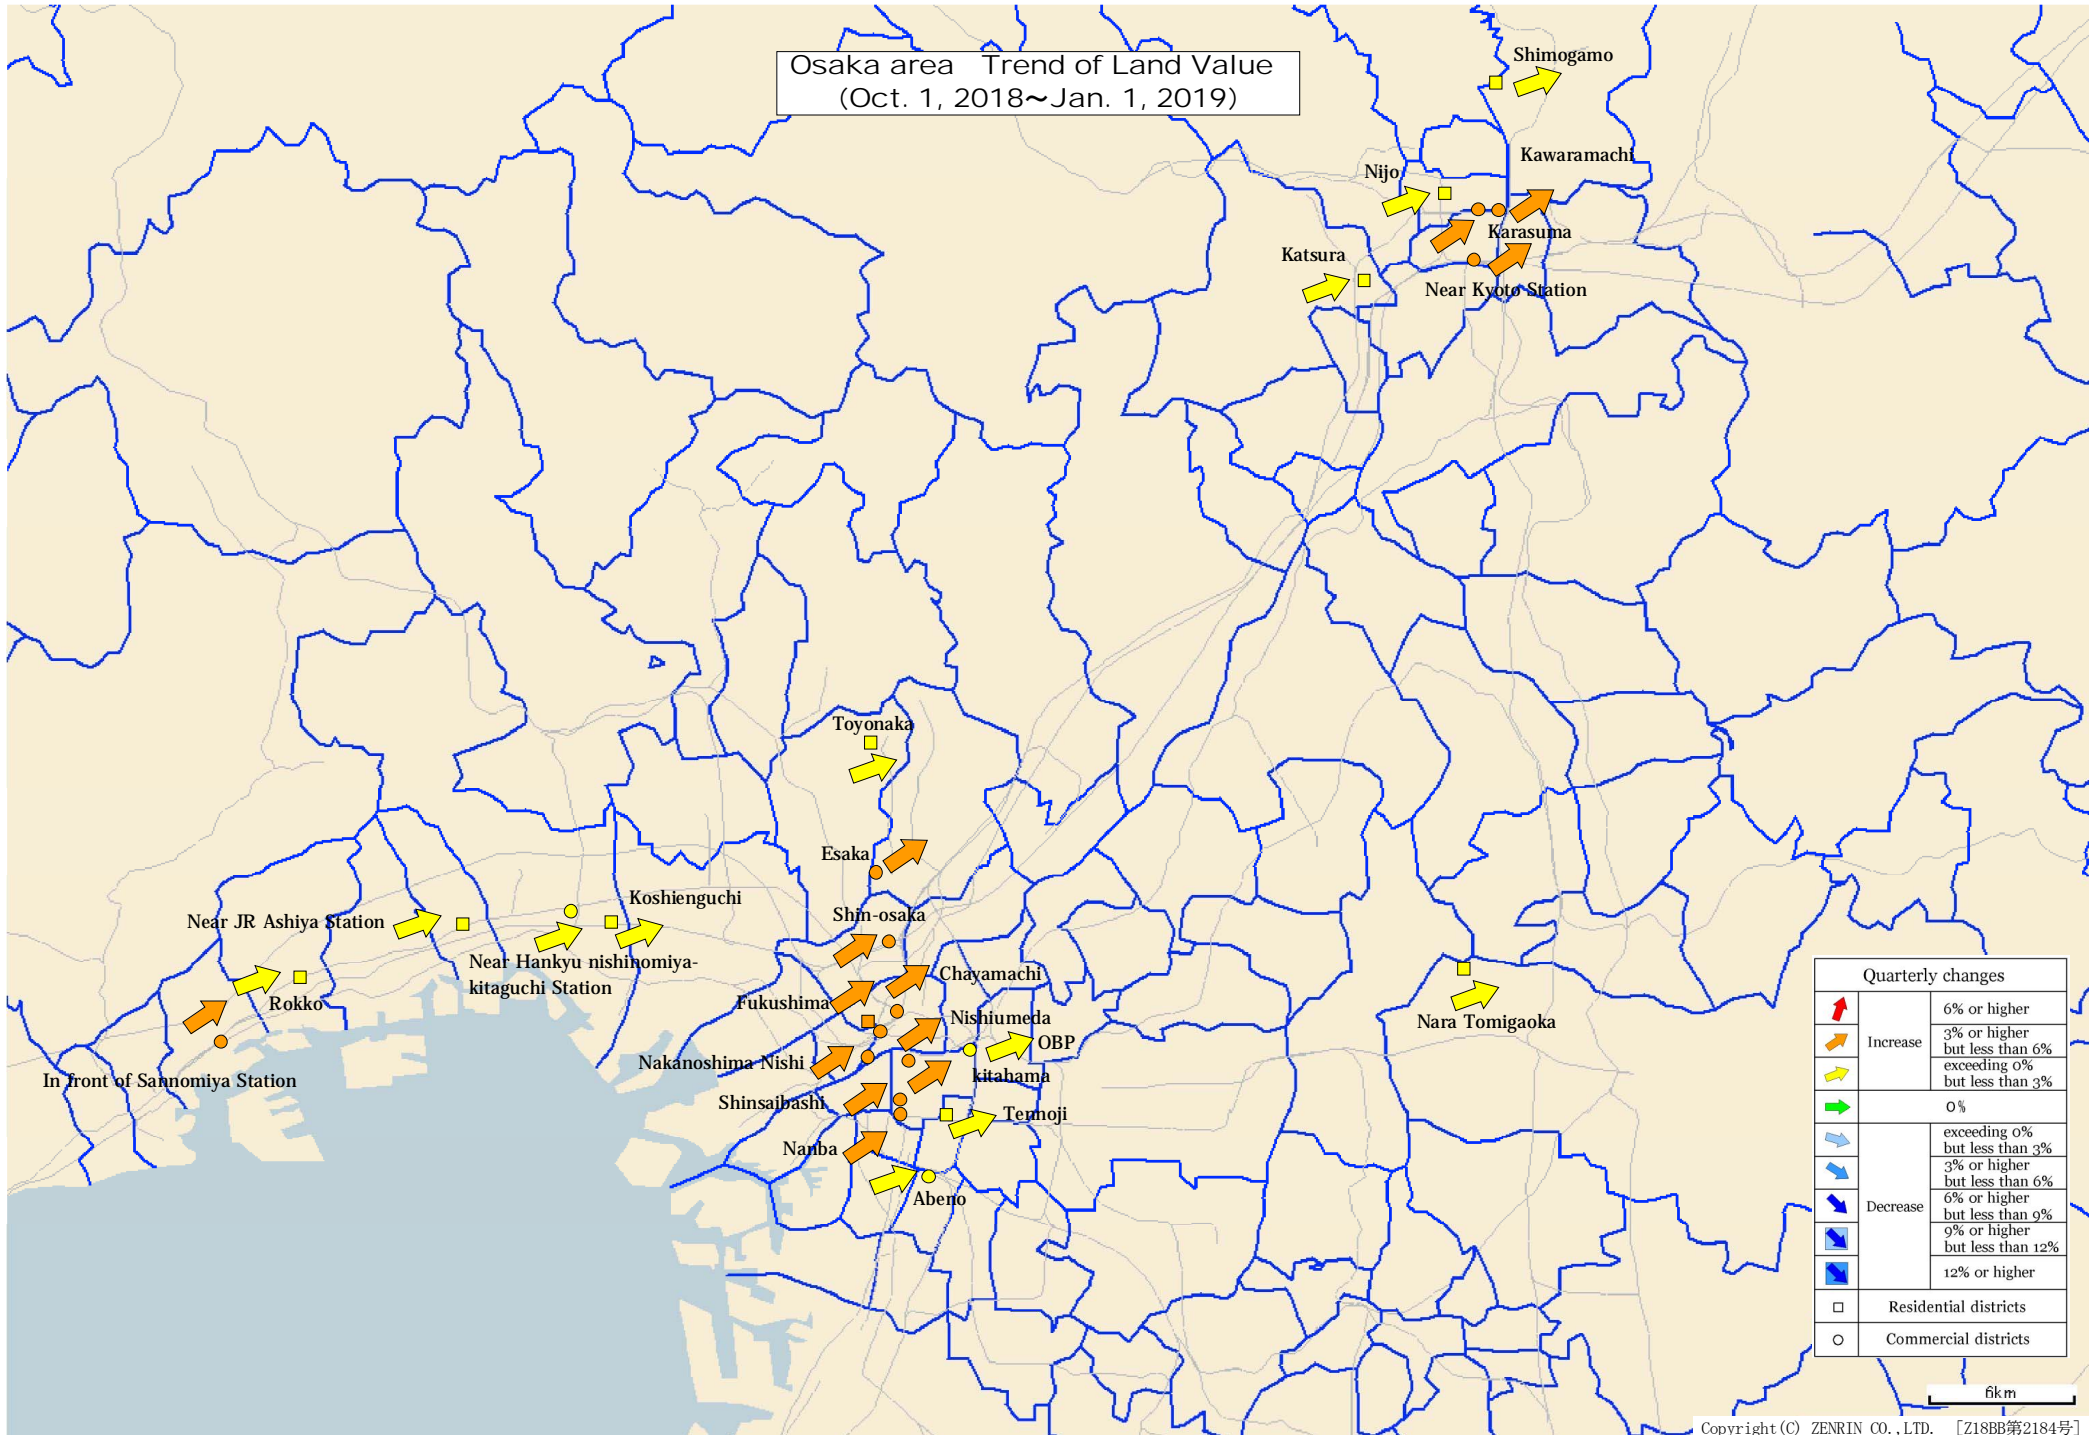 Osaka area Trend of Land Value
(Oct. 1, 2018~Jan. 1, 2019)
Shimogamo
Kawaramachi
Nijo
Karasuma
Katsura
Near Kyoto Station
Toyonaka
Esaka
Koshienguchi
Shin-osaka
Near JR Ashiya Station
Near Hankyu nishinomiya-
kitaguchi Station
Chayamachi
Rokko
Fukushima
Nishiumeda
Nara Tomigaoka
OBP
Nakanoshima Nishi
kitahama
In front of Sannomiya Station
Shinsaibashi
Tennoji
Nanba
Abeno
Quarterly changes
Increase
6% or higher
3% or higher
but less than 6%
exceeding 0%
but less than 3%
0%
Decrease
exceeding 0%
but less than 3%
3% or higher
but less than 6%
6% or higher
but less than 9%
9% or higher
but less than 12%
12% or higher
Residential districts
Commercial districts
6km
Copyright(C) ZENRIN CO.,LTD. [Z18BB第2184号]